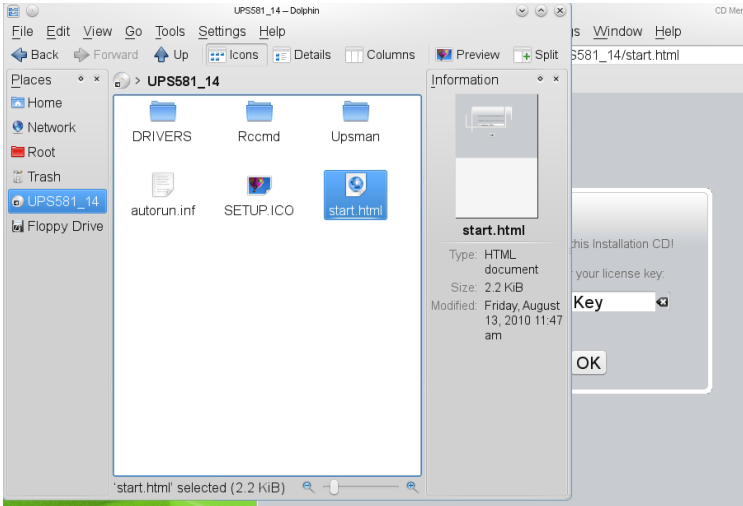 UPS581_14 – Dolphin
File Edit View Go Tools Settings Help
Back Forward Up Icons Details Columns Preview Split
Places
Home
Network
Root
Trash
UPS581_14
Floppy Drive
> UPS581_14
DRIVERS Rccmd Upsman
autorun.inf SETUP.ICO start.html
'start.html' selected (2.2 KiB)
Information
start.html
Type: HTML
document
Size: 2.2 KiB
Modified: Friday, August
13, 2010 11:47
am
CD Mer
Window Help
S581_14/start.html
this Installation CD!
your license key:
Key
OK